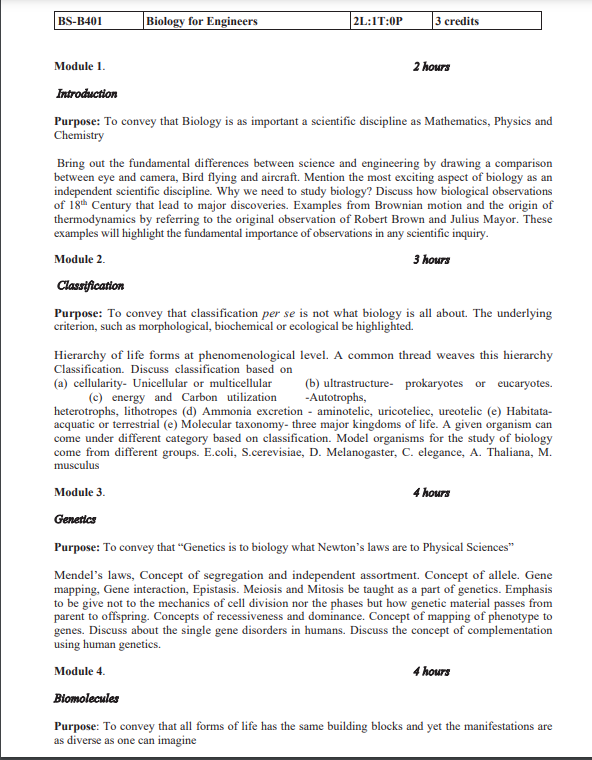 BS-B401 Biology for Engineers 2L:1T:0P 3 credits
Module 1. 2 hours
Introduction
Purpose: To convey that Biology is as important a scientific discipline as Mathematics, Physics and
Chemistry
Bring out the fundamental differences between science and engineering by drawing a comparison
between eye and camera, Bird flying and aircraft. Mention the most exciting aspect of biology as an
independent scientific discipline. Why we need to study biology? Discuss how biological observations
of 18th Century that lead to major discoveries. Examples from Brownian motion and the origin of
thermodynamics by referring to the original observation of Robert Brown and Julius Mayor. These
examples will highlight the fundamental importance of observations in any scientific inquiry.
Module 2. 3 hours
Classification
Purpose: To convey that classification per se is not what biology is all about. The underlying
criterion, such as morphological, biochemical or ecological be highlighted.
Hierarchy of life forms at phenomenological level. A common thread weaves this hierarchy
Classification. Discuss classification based on
(a) cellularity- Unicellular or multicellular (b) ultrastructure- prokaryotes or eucaryotes.
(c) energy and Carbon utilization -Autotrophs,
heterotrophs, lithotropes (d) Ammonia excretion - aminotelic, uricoteliec, ureotelic (e) Habitata-
acquatic or terrestrial (e) Molecular taxonomy- three major kingdoms of life. A given organism can
come under different category based on classification. Model organisms for the study of biology
come from different groups. E.coli, S.cerevisiae, D. Melanogaster, C. elegance, A. Thaliana, M.
musculus
Module 3. 4 hours
Genetics
Purpose: To convey that “Genetics is to biology what Newton’s laws are to Physical Sciences”
Mendel’s laws, Concept of segregation and independent assortment. Concept of allele. Gene
mapping, Gene interaction, Epistasis. Meiosis and Mitosis be taught as a part of genetics. Emphasis
to be give not to the mechanics of cell division nor the phases but how genetic material passes from
parent to offspring. Concepts of recessiveness and dominance. Concept of mapping of phenotype to
genes. Discuss about the single gene disorders in humans. Discuss the concept of complementation
using human genetics.
Module 4. 4 hours
Biomolecules
Purpose: To convey that all forms of life has the same building blocks and yet the manifestations are
as diverse as one can imagine